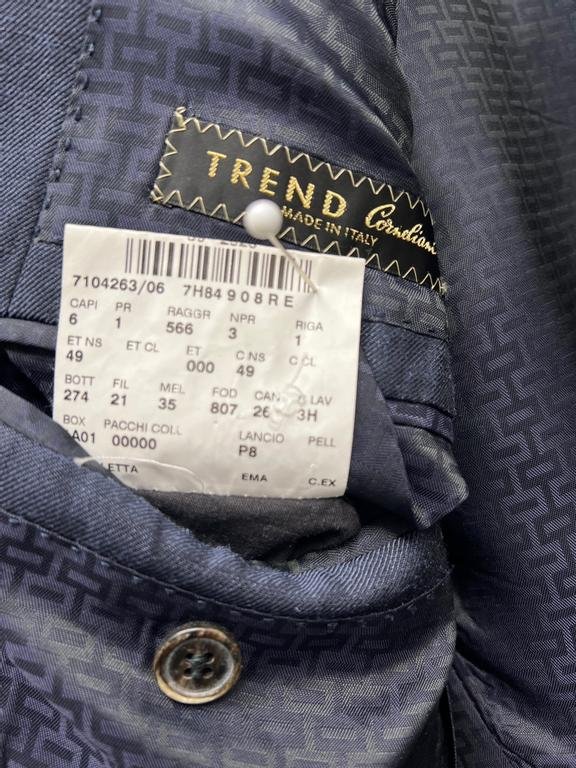 TREND Corneliani
MADE IN ITALY
7104263/06 7H84908RE
CAPI PR RAGGR NPR RIGA
6 1 566 3 1
ET NS ET CL ET C NS C CL
49 000 49
BOTT FIL MEL FOD CAN C LAV
274 21 35 807 26 3H
BOX PACCHI COLL LANCIO PELL
A01 00000 P8
ETTA EMA C.EX